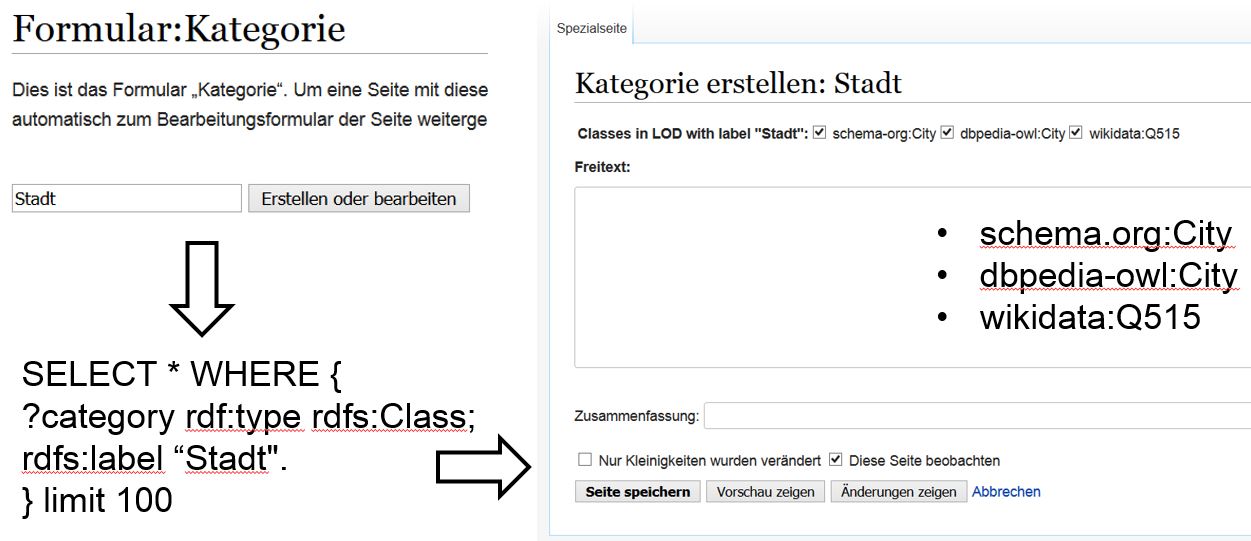 Formular:Kategorie
Dies ist das Formular „Kategorie“. Um eine Seite mit diese
automatisch zum Bearbeitungsformular der Seite weiterge
Stadt
Erstellen oder bearbeiten
SELECT * WHERE {
?category rdf:type rdfs:Class;
rdfs:label “Stadt".
} limit 100
Spezialseite
Kategorie erstellen: Stadt
Classes in LOD with label "Stadt": schema-org:City dbpedia-owl:City wikidata:Q515
Freitext:
• schema.org:City
• dbpedia-owl:City
• wikidata:Q515
Zusammenfassung:
Nur Kleinigkeiten wurden verändert Diese Seite beobachten
Seite speichern Vorschau zeigen Änderungen zeigen Abbrechen